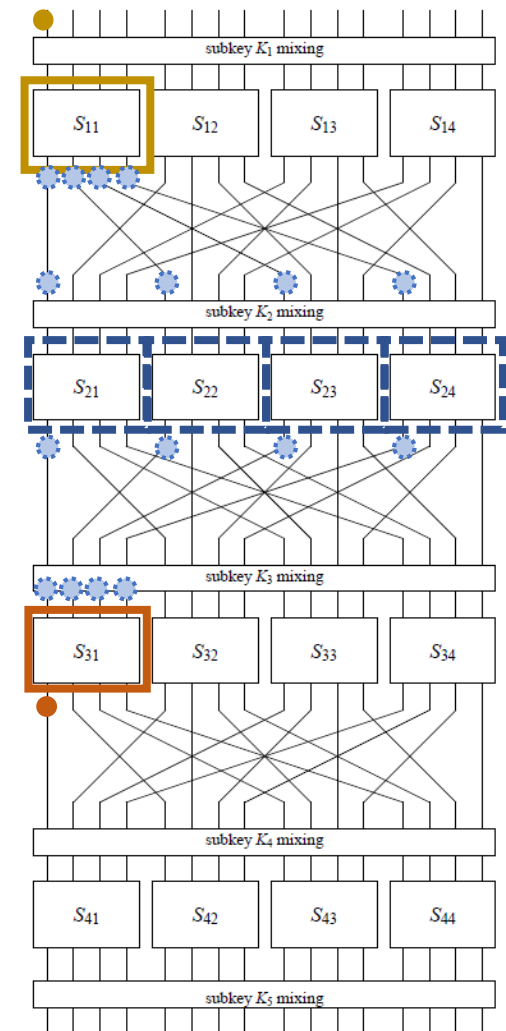 subkey K₁ mixing
S₁₁ S₁₂ S₁₃ S₁₄
subkey K₂ mixing
S₂₁ S₂₂ S₂₃ S₂₄
subkey K₃ mixing
S₃₁ S₃₂ S₃₃ S₃₄
subkey K₄ mixing
S₄₁ S₄₂ S₄₃ S₄₄
subkey K₅ mixing